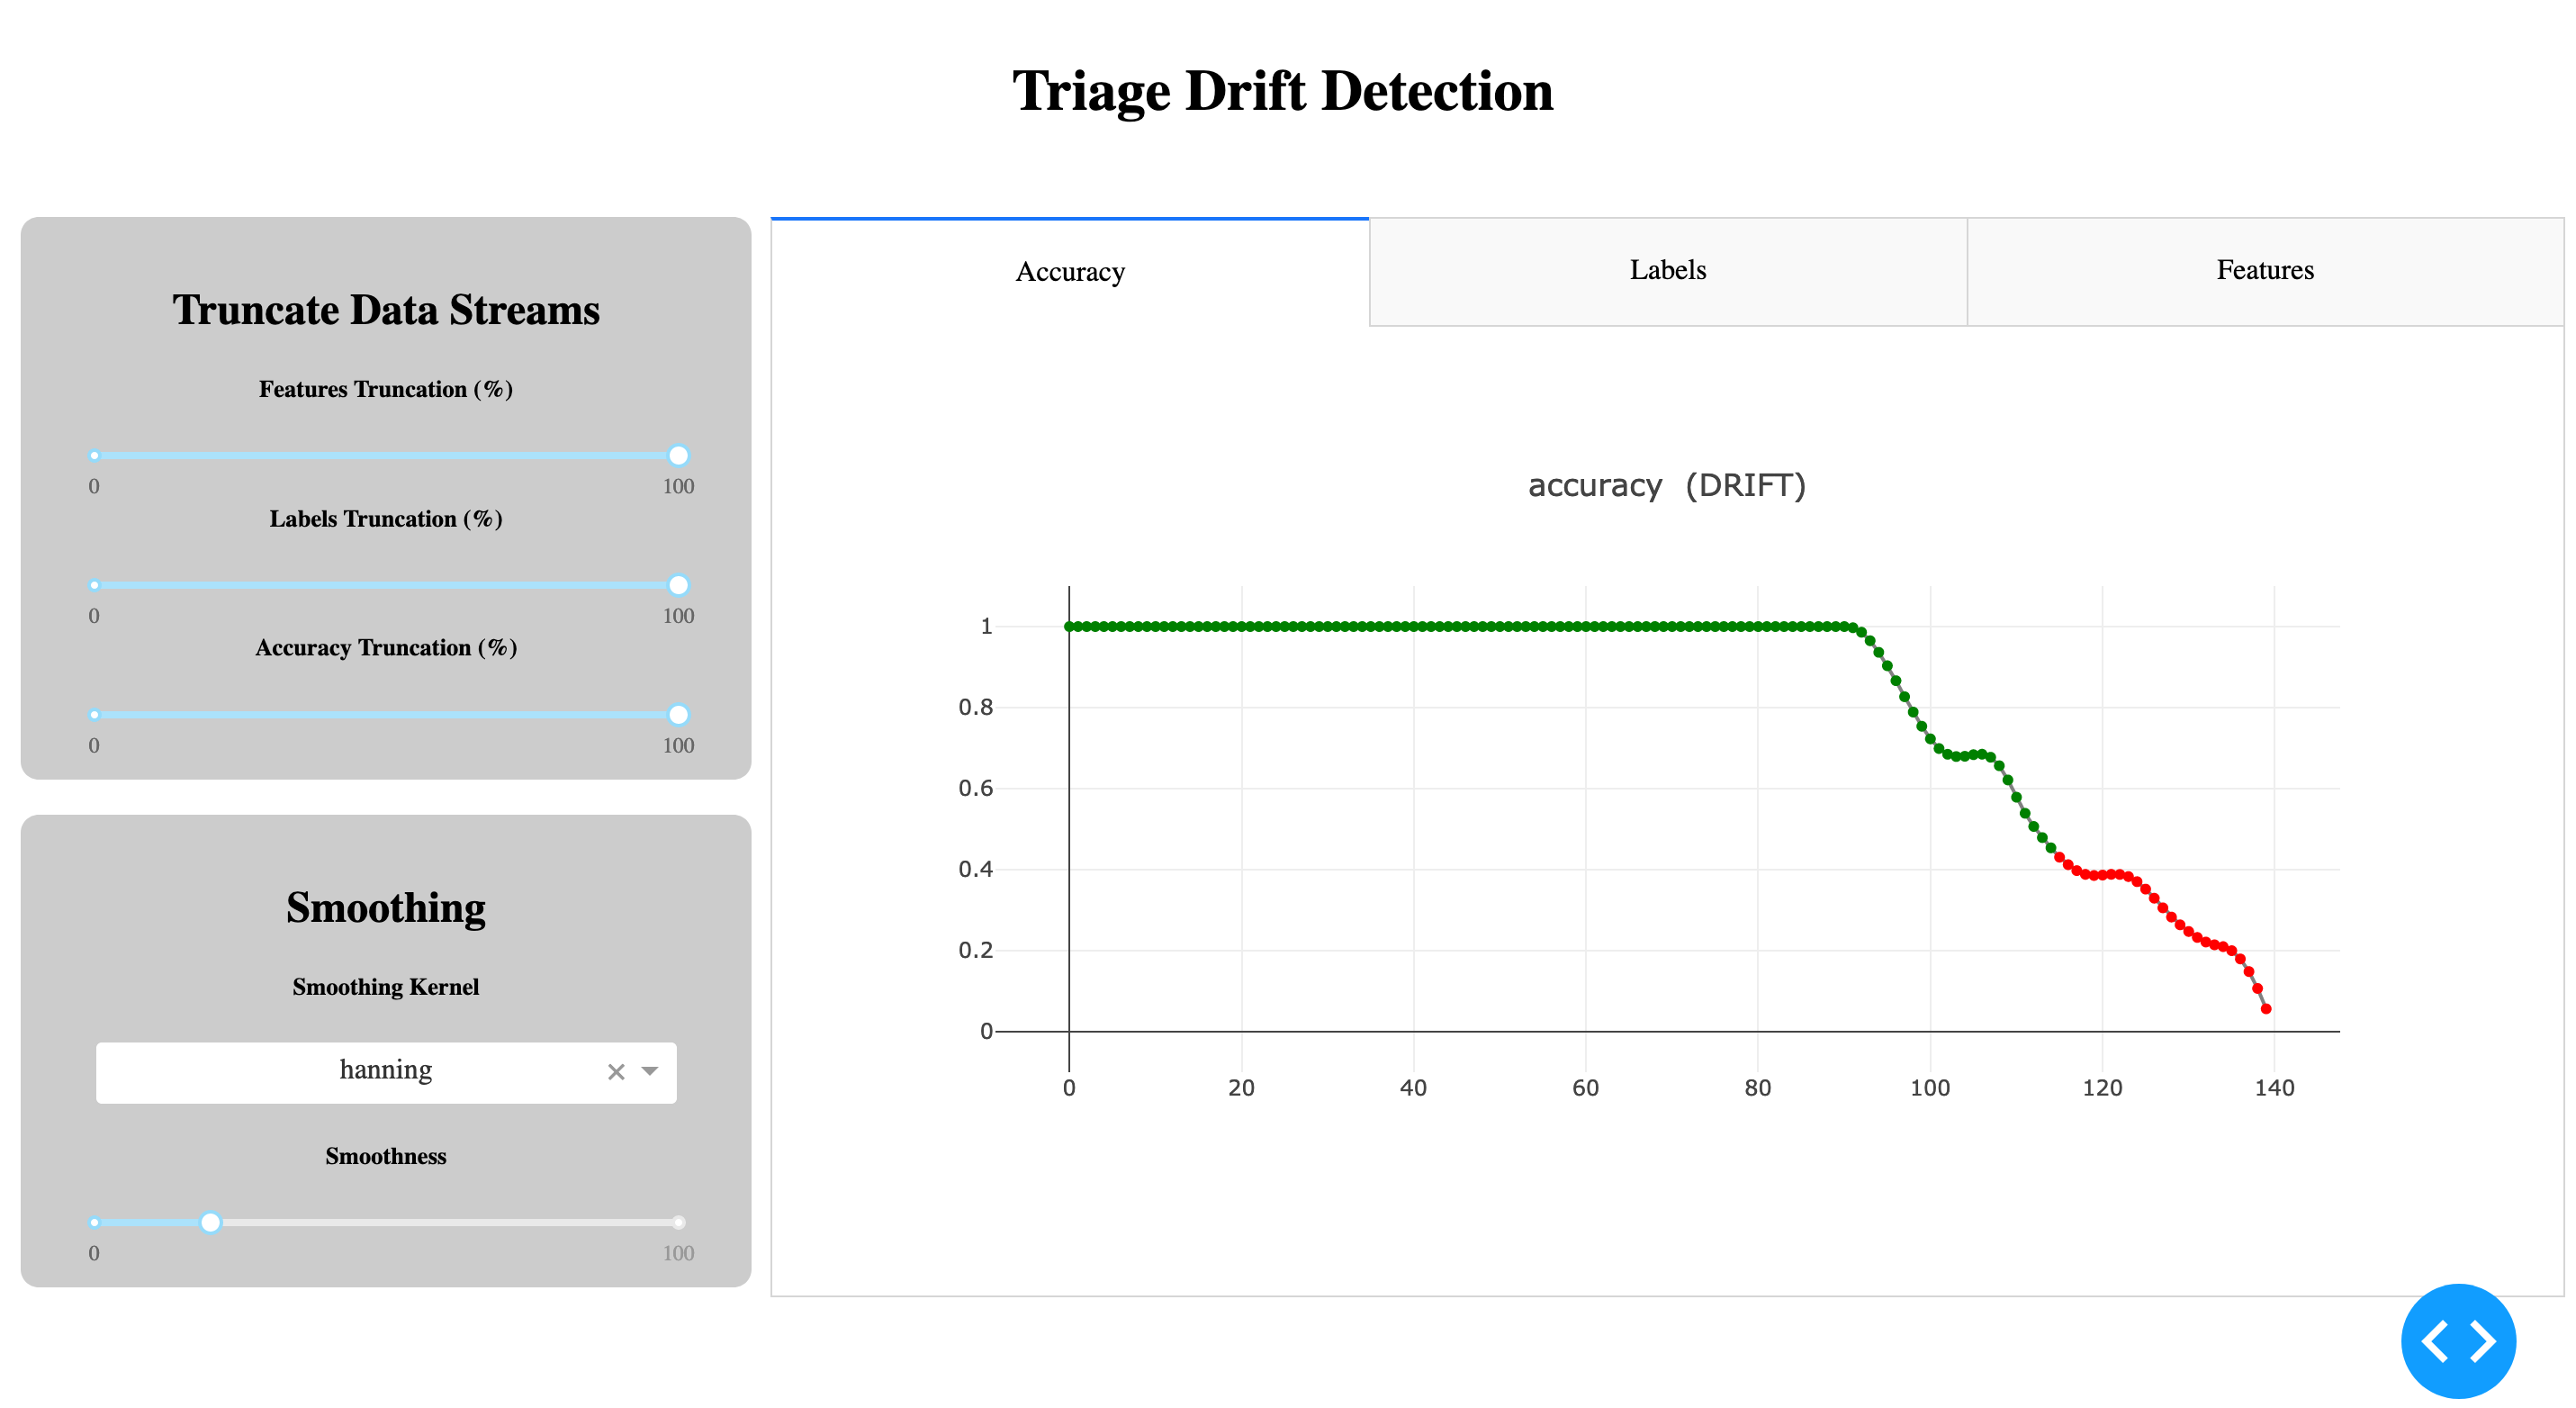 Triage Drift Detection
Truncate Data Streams
Features Truncation (%)
0 100
Labels Truncation (%)
0 100
Accuracy Truncation (%)
0 100
Smoothing
Smoothing Kernel
hanning
Smoothness
0 100
Accuracy Labels Features
accuracy (DRIFT)
1
0.8
0.6
0.4
0.2
0
0 20 40 60 80 100 120 140